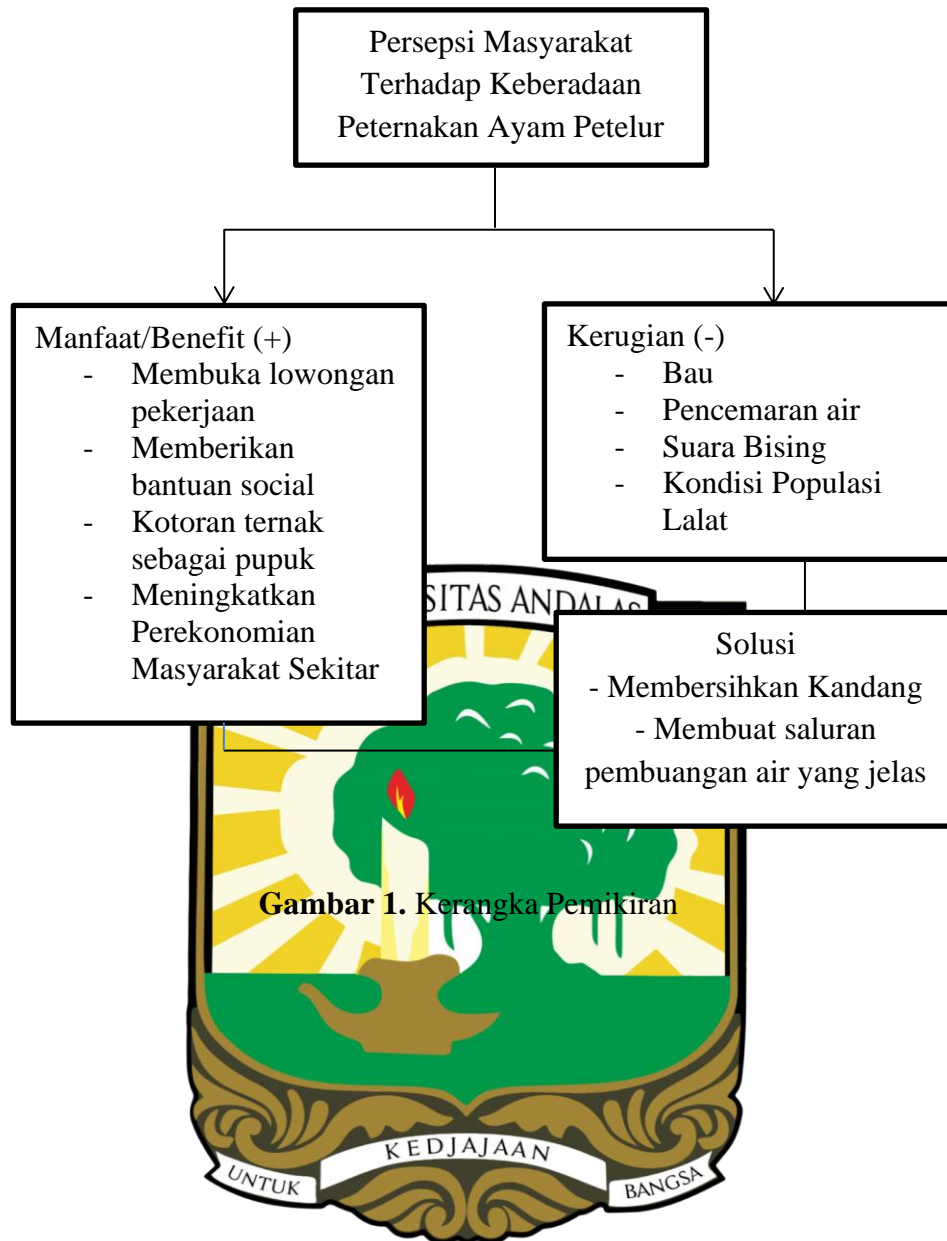 Persepsi Masyarakat
Terhadap Keberadaan
Peternakan Ayam Petelur
Manfaat/Benefit (+)
- Membuka lowongan
pekerjaan
- Memberikan
bantuan social
- Kotoran ternak
sebagai pupuk
- Meningkatkan
Perekonomian
Masyarakat Sekitar
Kerugian (-)
- Bau
- Pencemaran air
- Suara Bising
- Kondisi Populasi
Lalat
SITAS ANDALAS
Solusi
- Membersihkan Kandang
- Membuat saluran
pembuangan air yang jelas
Gambar 1. Kerangka Pemikiran
KEDJAJAAN
UNTUK
BANGSA